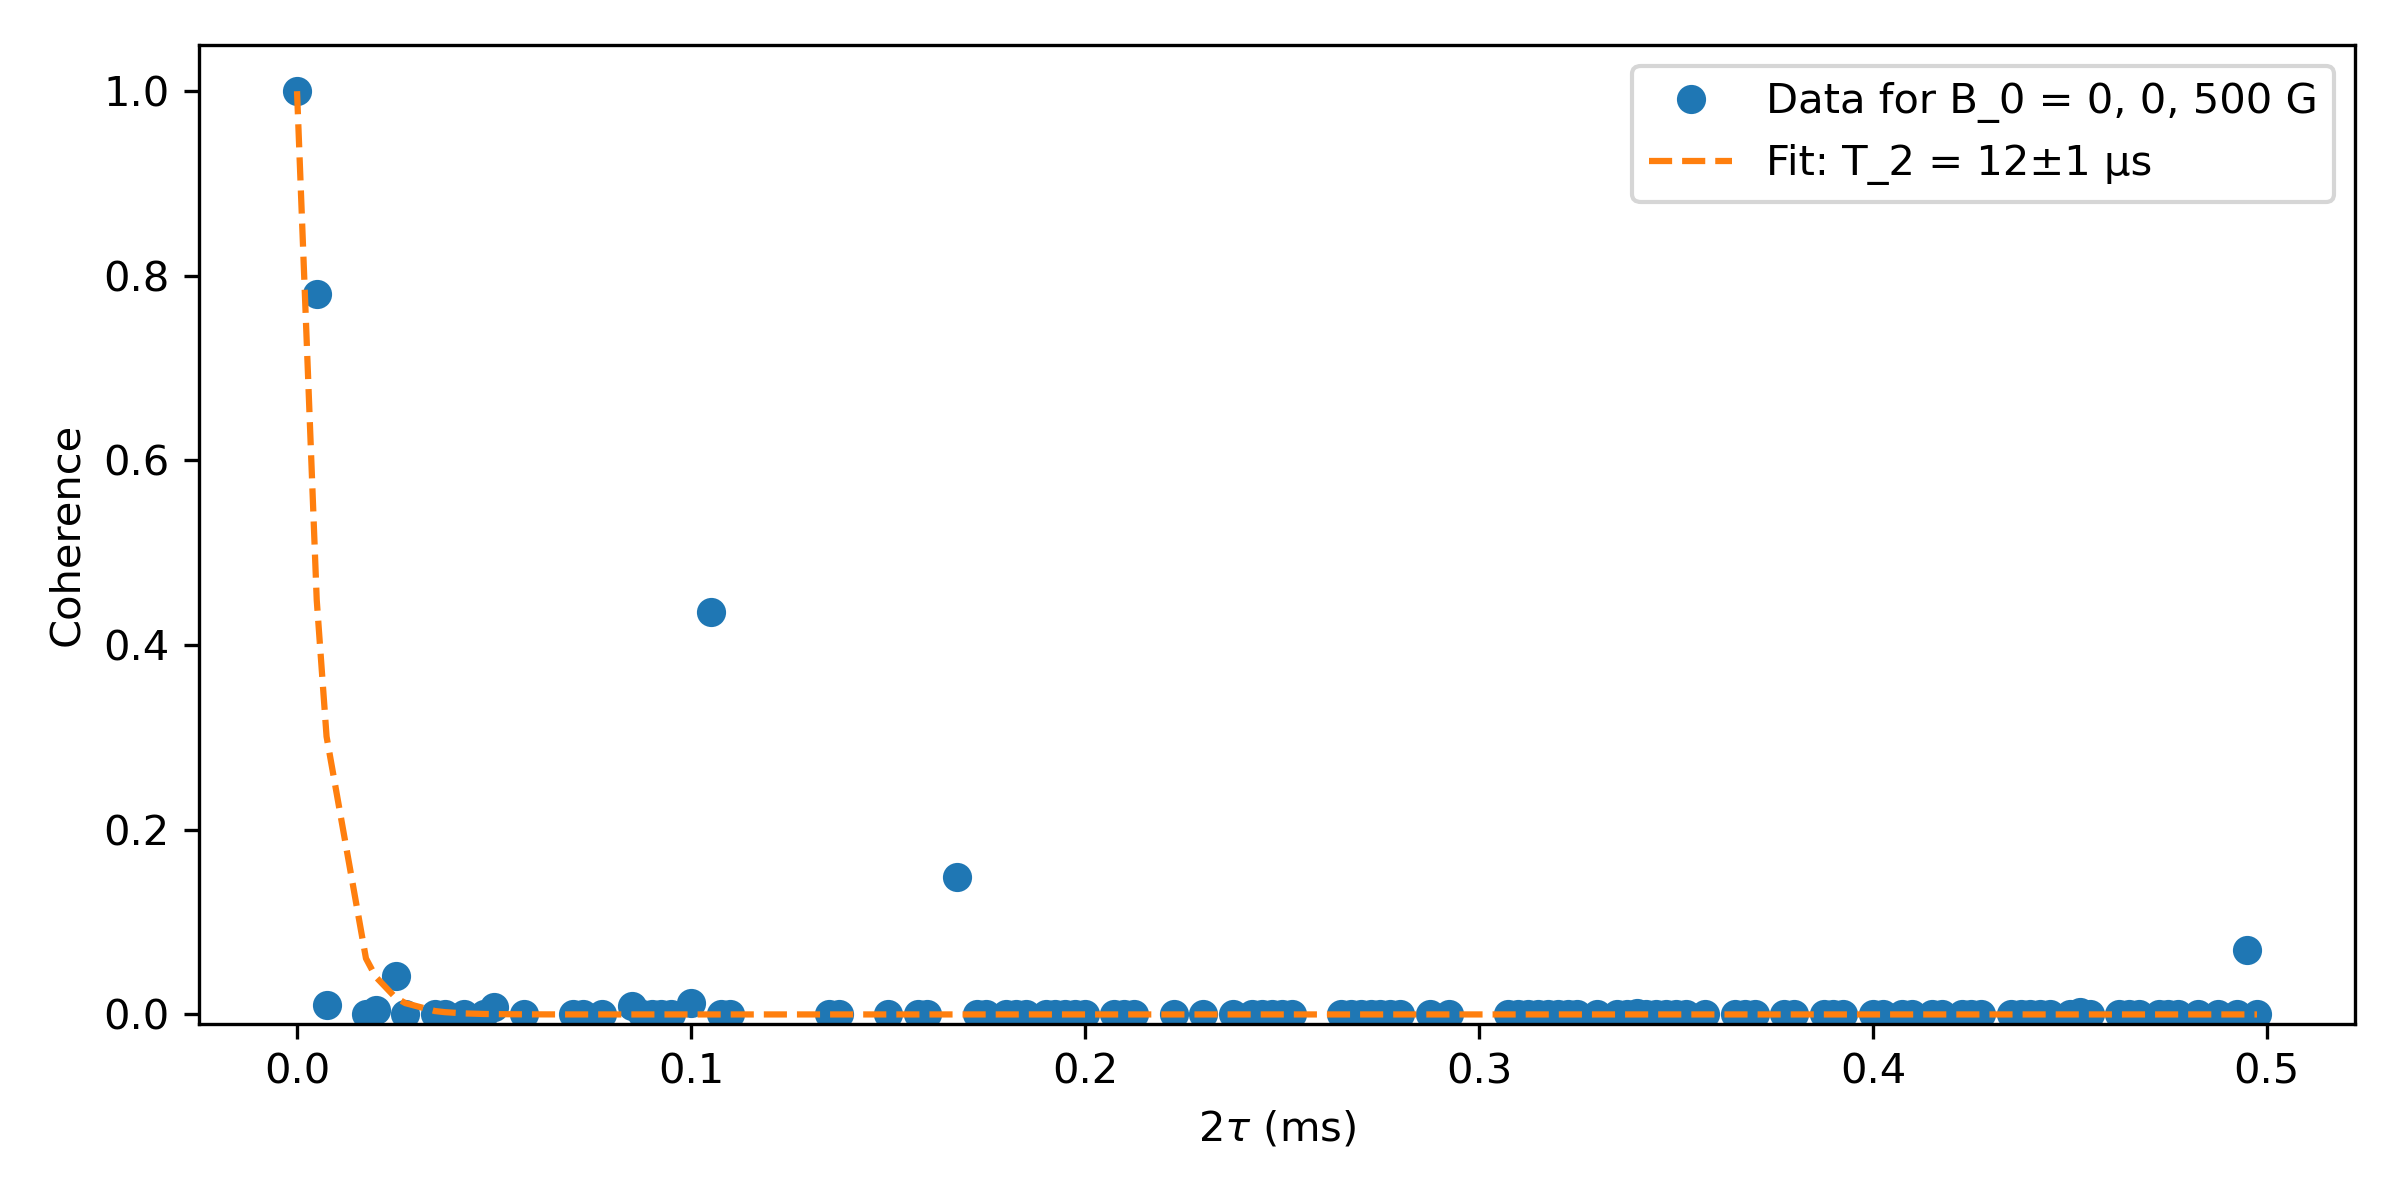 Data for B_0 = 0, 0, 500 G
Fit: T_2 = 12±1 μs
1.0
0.8
0.6
0.4
0.2
0.0
Coherence
0.0 0.1 0.2 0.3 0.4 0.5
2τ (ms)